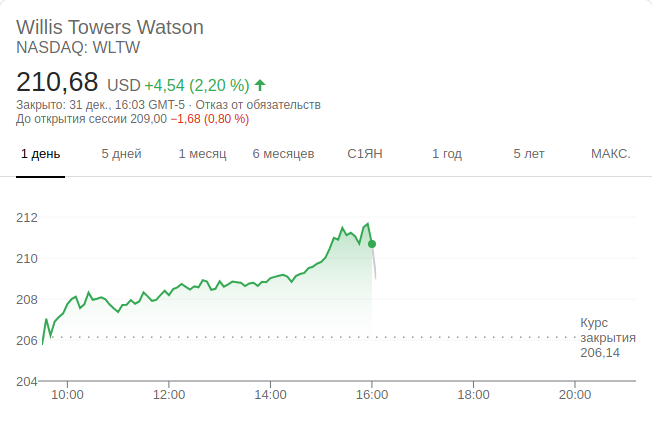 Willis Towers Watson
NASDAQ: WLTW
210,68 USD +4,54 (2,20 %)
Закрыто: 31 дек., 16:03 GMT-5 · Отказ от обязательств
До открытия сессии 209,00 −1,68 (0,80 %)
1 день 5 дней 1 месяц 6 месяцев С1ЯН 1 год 5 лет МАКС.
212
210
208
206
204
Курс
закрытия
206,14
10:00 12:00 14:00 16:00 18:00 20:00